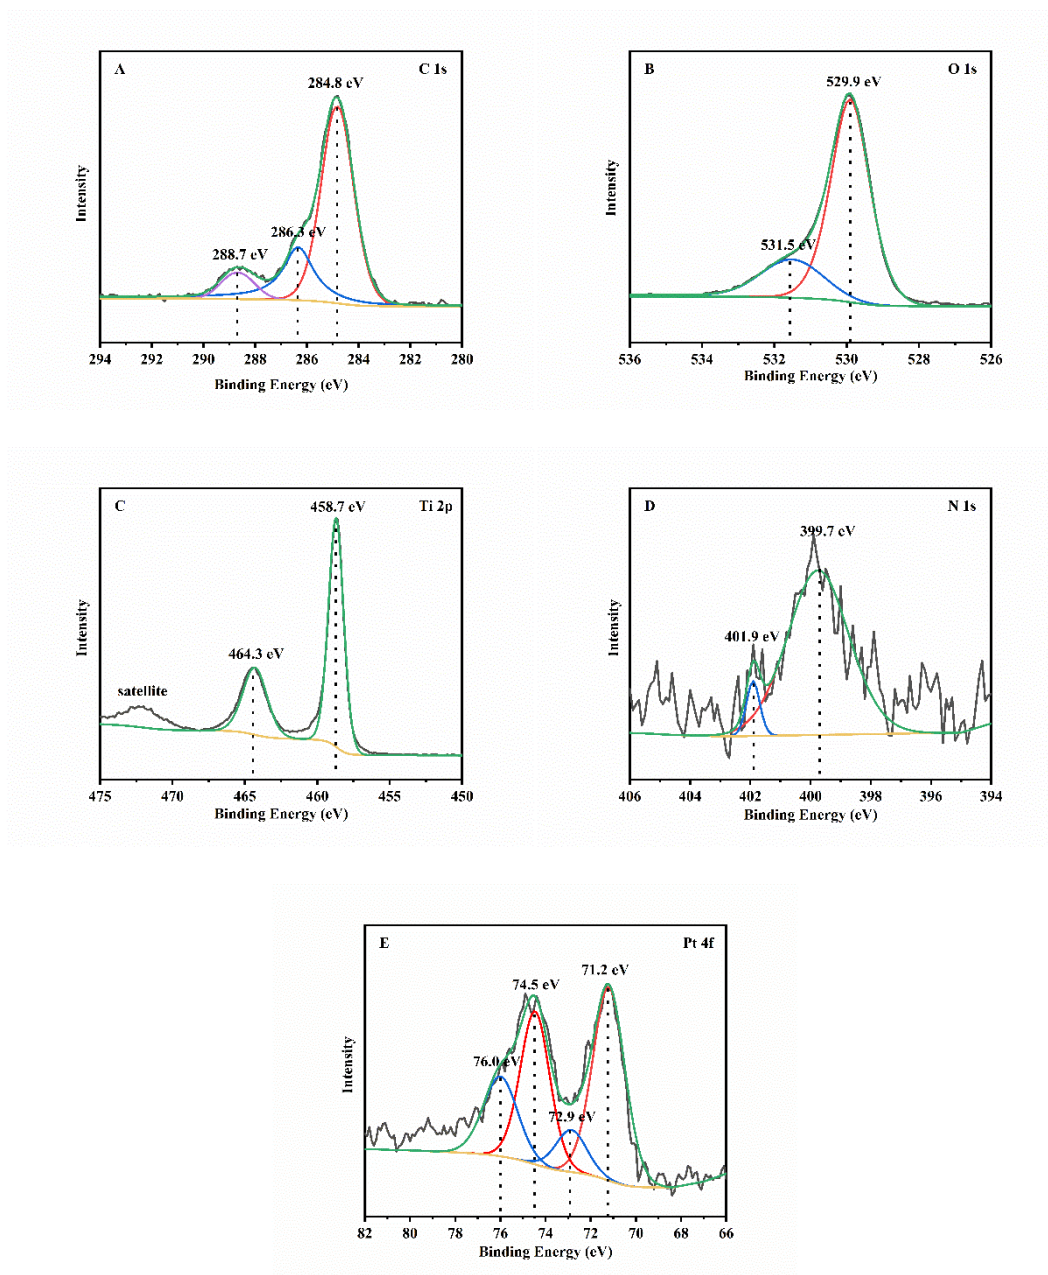 A
C 1s
284.8 eV
286.3 eV
288.7 eV
Intensity
294 292 290 288 286 284 282 280
Binding Energy (eV)
B
O 1s
529.9 eV
531.5 eV
Intensity
536 534 532 530 528 526
Binding Energy (eV)
C
Ti 2p
458.7 eV
464.3 eV
satellite
Intensity
475 470 465 460 455 450
Binding Energy (eV)
D
N 1s
399.7 eV
401.9 eV
Intensity
406 404 402 400 398 396 394
Binding Energy (eV)
E
Pt 4f
71.2 eV
74.5 eV
76.0 eV
72.9 eV
Intensity
82 80 78 76 74 72 70 68 66
Binding Energy (eV)